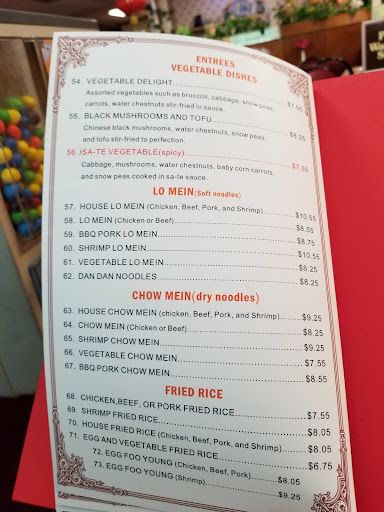 ENTREES
VEGETABLE DISHES
54. VEGETABLE DELIGHT..........$7.55
Assorted vegetables such as broccoli, cabbage, snow peas,
carrots, water chestnuts stir-fried in sauce.
55. BLACK MUSHROOMS AND TOFU..........$8.25
Chinese black mushrooms, water chestnuts, snow peas,
and tofu stir-fried to perfection.
56. /SA-TE VEGETABLE(spicy)..........$7.55
Cabbage, mushrooms, water chestnuts, baby corn carrots,
and snow peas cooked in sa-te sauce.
LO MEIN(Soft noodles)
57. HOUSE LO MEIN (Chicken, Beef, Pork, and Shrimp)..........$10.55
58. LO MEIN (Chicken or Beef)..........$8.55
59. BBQ PORK LO MEIN..........$8.75
60. SHRIMP LO MEIN..........$10.55
61. VEGETABLE LO MEIN..........$8.25
62. DAN DAN NOODLES..........$8.25
CHOW MEIN(dry noodles)
63. HOUSE CHOW MEIN (chicken, Beef, Pork, and Shrimp)..........$9.25
64. CHOW MEIN (Chicken or Beef)..........$8.25
65. SHRIMP CHOW MEIN..........$9.25
66. VEGETABLE CHOW MEIN..........$7.55
67. BBQ PORK CHOW MEIN..........$8.55
FRIED RICE
68. CHICKEN,BEEF, OR PORK FRIED RICE..........$7.55
69. SHRIMP FRIED RICE..........$8.05
70. HOUSE FRIED RICE (Chicken, Beef, Pork, and Shrimp)..........$8.05
71. EGG AND VEGETABLE FRIED RICE..........$6.75
72. EGG FOO YOUNG (Chicken, Beef, Pork)..........$8.05
73. EGG FOO YOUNG (Shrimp)..........$9.25